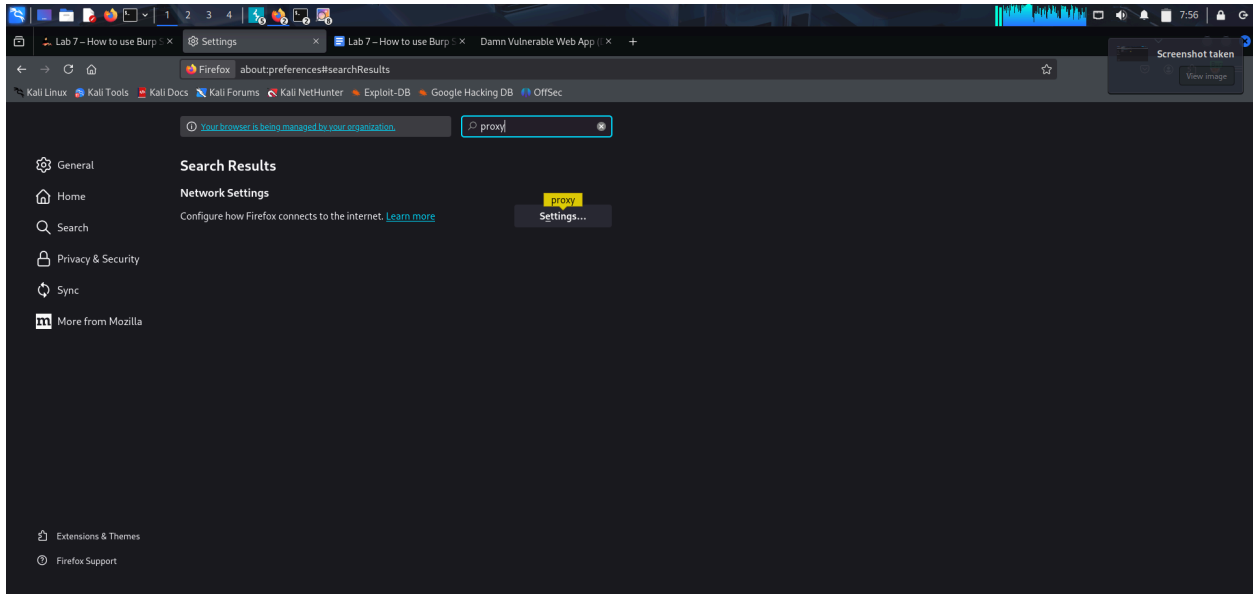 1 2 3 4 7:56
Lab 7 – How to use Burp S Settings Lab 7 – How to use Burp S Damn Vulnerable Web App (
Screenshot taken
View image
Firefox about:preferences#searchResults
Kali Linux Kali Tools Kali Docs Kali Forums Kali NetHunter Exploit-DB Google Hacking DB OffSec
Your browser is being managed by your organization. proxy
General
Home
Search
Privacy & Security
Sync
More from Mozilla
Search Results
Network Settings
Configure how Firefox connects to the internet. Learn more
proxy
Settings...
Extensions & Themes
Firefox Support